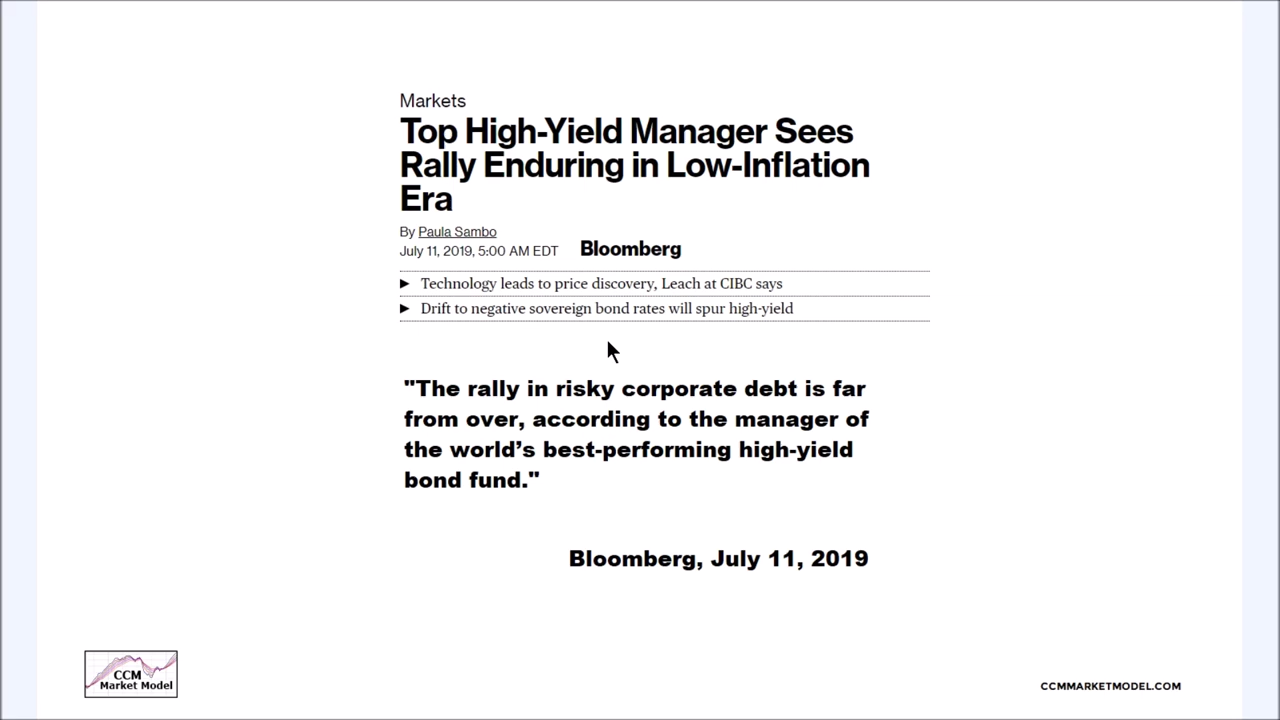 Markets
Top High-Yield Manager Sees
Rally Enduring in Low-Inflation
Era
By Paula Sambo
July 11, 2019, 5:00 AM EDT Bloomberg
► Technology leads to price discovery, Leach at CIBC says
► Drift to negative sovereign bond rates will spur high-yield
"The rally in risky corporate debt is far
from over, according to the manager of
the world’s best-performing high-yield
bond fund."
Bloomberg, July 11, 2019
CCM
Market Model
CCMMARKETMODEL.COM